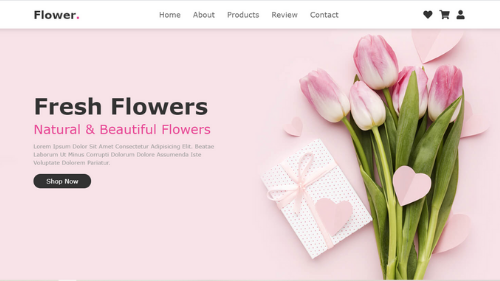 Flower.
Home About Products Review Contact
Fresh Flowers
Natural & Beautiful Flowers
Lorem Ipsum Dolor Sit Amet Consectetur Adipisicing Elit. Beatae
Laborum Ut Minus Corrupti Dolorum Dolore Assumenda Iste
Voluptate Dolorem Pariatur.
Shop Now